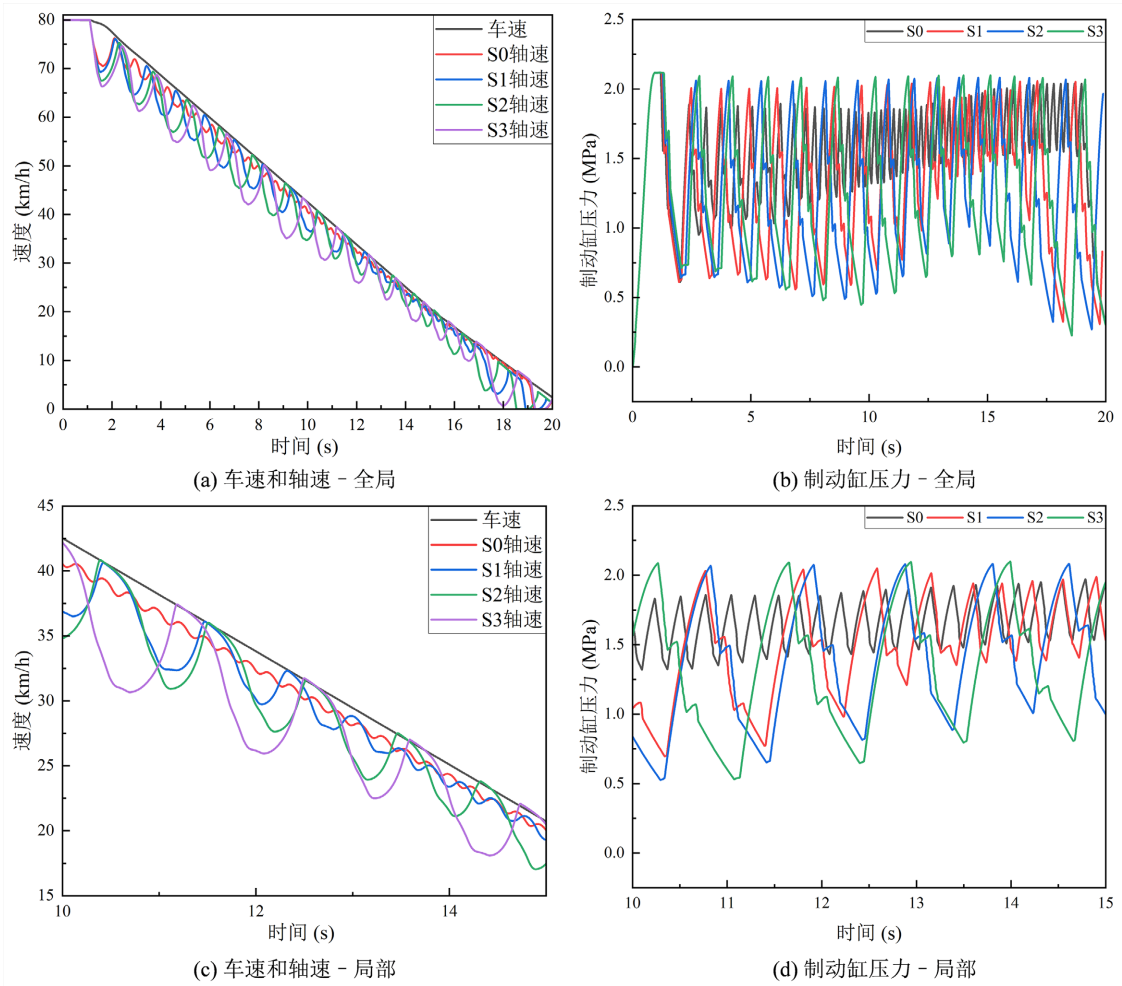 80
70
60
50
40
30
20
10
0
速度 (km/h)
0 2 4 6 8 10 12 14 16 18 20
时间 (s)
车速
S0轴速
S1轴速
S2轴速
S3轴速
(a) 车速和轴速 - 全局
2.5
2.0
1.5
1.0
0.5
0.0
制动缸压力 (MPa)
0 5 10 15 20
时间 (s)
S0 S1 S2 S3
(b) 制动缸压力 - 全局
45
40
35
30
25
20
15
速度 (km/h)
10 12 14
时间 (s)
车速
S0轴速
S1轴速
S2轴速
S3轴速
(c) 车速和轴速 - 局部
2.5
2.0
1.5
1.0
0.5
0.0
制动缸压力 (MPa)
10 11 12 13 14 15
时间 (s)
S0 S1 S2 S3
(d) 制动缸压力 - 局部